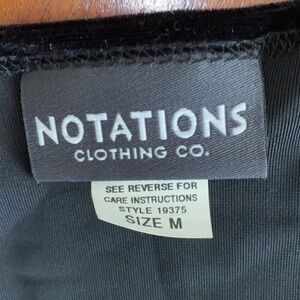 NOTATIONS
CLOTHING CO.
SEE REVERSE FOR
CARE INSTRUCTIONS
STYLE 19375
SIZE M